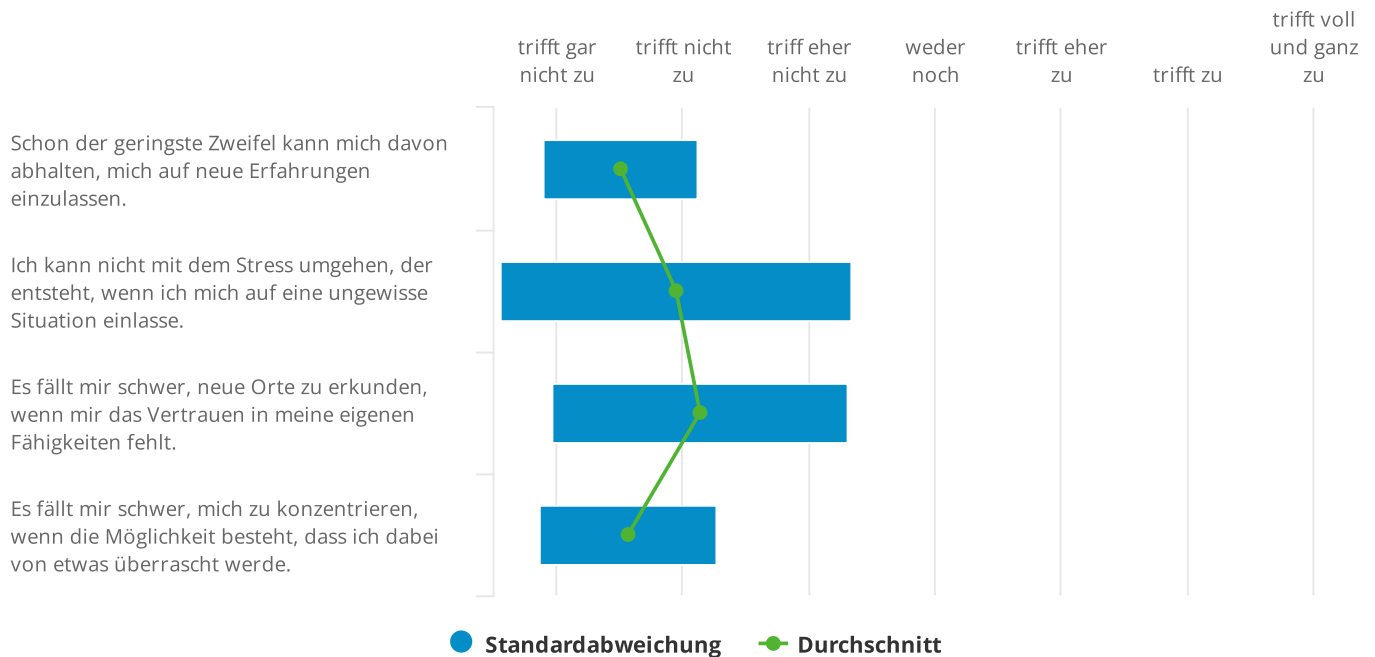 trifft gar
nicht zu
trifft nicht
zu
triff eher
nicht zu
weder
noch
trifft eher
zu
trifft zu
trifft voll
und ganz
zu
Schon der geringste Zweifel kann mich davon
abhalten, mich auf neue Erfahrungen
einzulassen.
Ich kann nicht mit dem Stress umgehen, der
entsteht, wenn ich mich auf eine ungewisse
Situation einlasse.
Es fällt mir schwer, neue Orte zu erkunden,
wenn mir das Vertrauen in meine eigenen
Fähigkeiten fehlt.
Es fällt mir schwer, mich zu konzentrieren,
wenn die Möglichkeit besteht, dass ich dabei
von etwas überrascht werde.
Standardabweichung
Durchschnitt